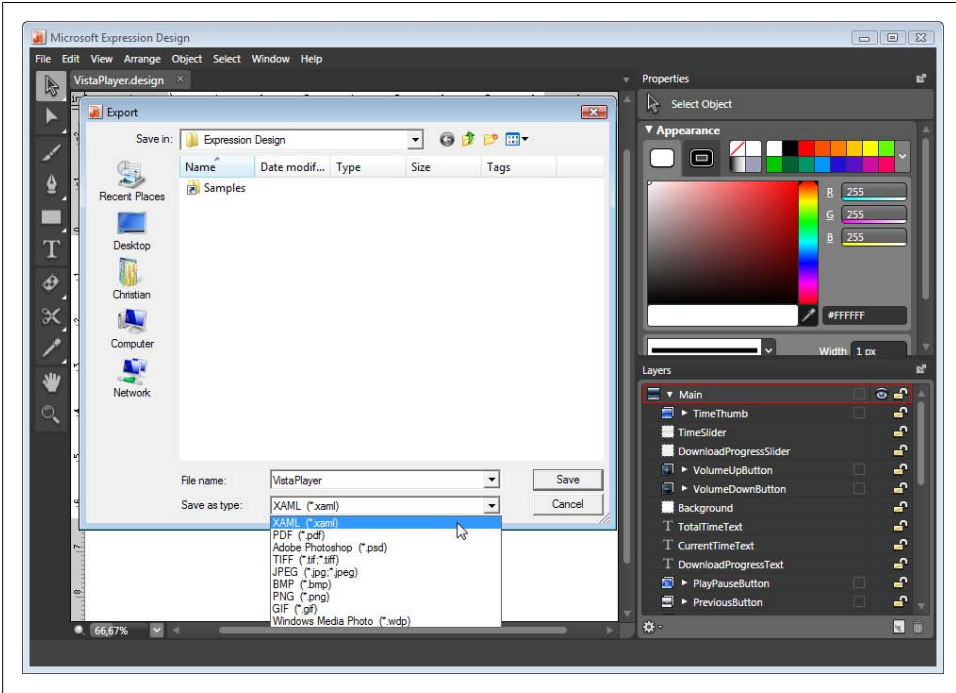 Microsoft Expression Design
File Edit View Arrange Object Select Window Help
VistaPlayer.design
Export
Save in:
Expression Design
Name Date modif... Type Size Tags
Samples
Recent Places
Desktop
Christian
Computer
Network
File name:
VistaPlayer
Save
Save as type:
XAML (*.xaml)
Cancel
XAML (*.xaml)
PDF (*.pdf)
Adobe Photoshop (*.psd)
TIFF (*.tif;*.tiff)
JPEG (*.jpg;*.jpeg)
BMP (*.bmp)
PNG (*.png)
GIF (*.gif)
Windows Media Photo (*.wdp)
66,67%
Properties
Select Object
Appearance
R 255
G 255
B 255
#FFFFFF
Width 1 px
Layers
Main
TimeThumb
TimeSlider
DownloadProgressSlider
VolumeUpButton
VolumeDownButton
Background
T TotalTimeText
T CurrentTimeText
T DownloadProgressText
PlayPauseButton
PreviousButton